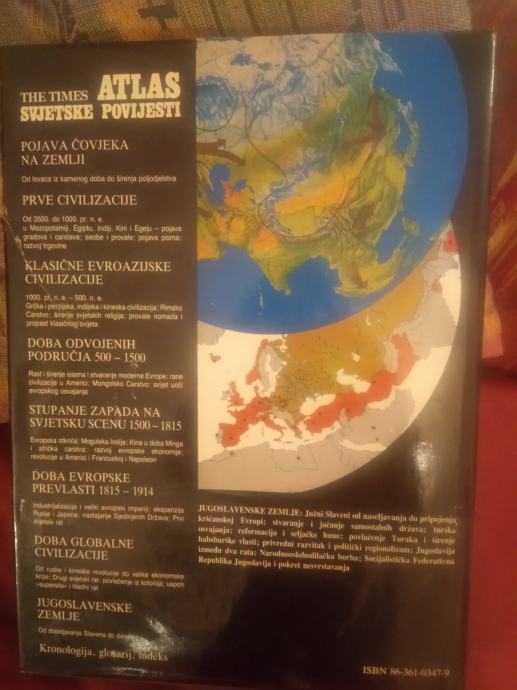 THE TIMES ATLAS
SVJETSKE POVIJESTI
POJAVA ČOVJEKA
NA ZEMLJI
Od lovaca iz kamenog doba do širenja poljodjelstva
PRVE CIVILIZACIJE
Od 3500. do 1000. pr. n. e.
u Mezopotamiji, Egiptu, Indiji, Kini i Egeju – pojava
gradova i carstava; seobe i provale; pojava pisma;
razvoj trgovine
KLASIČNE EVROAZIJSKE
CIVILIZACIJE
1000. pr. n. e. – 500. n. e.
Grčka i perzijska, indijska i kineska civilizacija; Rimsko
Carstvo; širenje svjetskih religija; provale nomada i
propast klasičnog svijeta
DOBA ODVOJENIH
PODRUČJA 500 – 1500
Rast i širenje islama i stvaranje moderne Evrope; rane
civilizacije u Americi; Mongolsko Carstvo; svijet uoči
evropskog osvajanja
STUPANJE ZAPADA NA
SVJETSKU SCENU 1500 – 1815
Evropska otkrića; Mogulska Indija; Kina u doba Minga
i afrička carstva; razvoj evropske ekonomije;
revolucije u Americi i Francuskoj i Napoleon
DOBA EVROPSKE
PREVLASTI 1815 – 1914
Industrijalizacija i veliki evropski imperiji; ekspanzija
Rusije i Japana; nastajanje Sjedinjenih Država; Prvi
svjetski rat
DOBA GLOBALNE
CIVILIZACIJE
Od ruske i kineske revolucije do velike ekonomske
krize; Drugi svjetski rat; povlačenje iz kolonija; uspon
»supersila« i hladni rat
JUGOSLAVENSKE
ZEMLJE
Od doseljavanja Slavena do danas
Kronologija, glosarij, indeks
JUGOSLAVENSKE ZEMLJE: Južni Slaveni od naseljavanja do pripojenja
kršćanskoj Evropi; stvaranje i jačanje samostalnih država; turska
osvajanja; reformacija i seljačke bune; povlačenje Turaka i širenje
habsburške vlasti; privredni razvitak i politički regionalizam; Jugoslavija
između dva rata; Narodnooslobodilačka borba; Socijalistička Federativna
Republika Jugoslavija i pokret nesvrstavanja
ISBN 86-361-0347-9